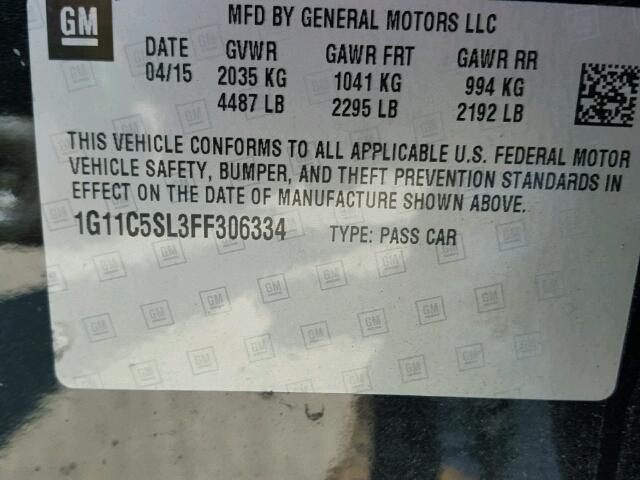 GM
MFD BY GENERAL MOTORS LLC
DATE GVWR GAWR FRT GAWR RR
04/15 2035 KG 1041 KG 994 KG
4487 LB 2295 LB 2192 LB
THIS VEHICLE CONFORMS TO ALL APPLICABLE U.S. FEDERAL MOTOR
VEHICLE SAFETY, BUMPER, AND THEFT PREVENTION STANDARDS IN
EFFECT ON THE DATE OF MANUFACTURE SHOWN ABOVE.
1G11C5SL3FF306334 TYPE: PASS CAR